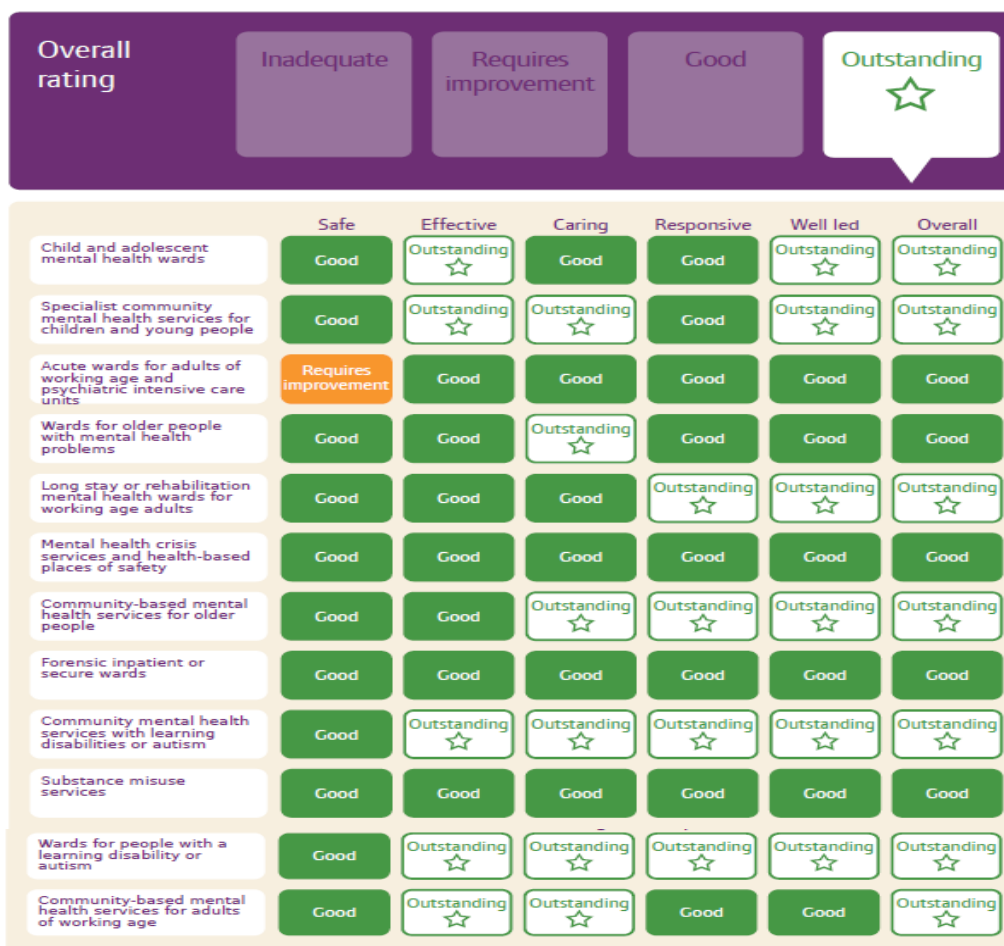 Overall
rating
Inadequate
Requires
improvement
Good
Outstanding
Safe Effective Caring Responsive Well led Overall
Child and adolescent
mental health wards
Good Outstanding Good Good Outstanding Outstanding
Specialist community
mental health services for
children and young people
Good Outstanding Outstanding Good Outstanding Outstanding
Acute wards for adults of
working age and
psychiatric intensive care
units
Requires
improvement
Good Good Good Good Good
Wards for older people
with mental health
problems
Good Good Outstanding Good Good Good
Long stay or rehabilitation
mental health wards for
working age adults
Good Good Good Outstanding Outstanding Outstanding
Mental health crisis
services and health-based
places of safety
Good Good Good Good Good Good
Community-based mental
health services for older
people
Good Good Outstanding Outstanding Outstanding Outstanding
Forensic inpatient or
secure wards
Good Good Good Good Good Good
Community mental health
services with learning
disabilities or autism
Good Outstanding Outstanding Outstanding Outstanding Outstanding
Substance misuse
services
Good Good Good Good Good Good
Wards for people with a
learning disability or
autism
Good Outstanding Outstanding Outstanding Outstanding Outstanding
Community-based mental
health services for adults
of working age
Good Outstanding Outstanding Good Good Outstanding